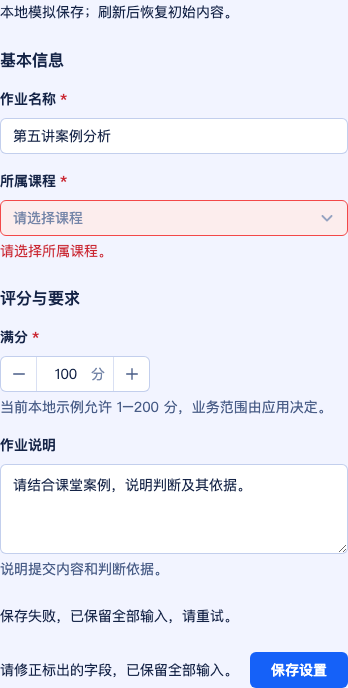 本地模拟保存；刷新后恢复初始内容。
基本信息
作业名称 *
第五讲案例分析
所属课程 *
请选择课程
请选择所属课程。
评分与要求
满分 *
100 分
当前本地示例允许 1—200 分，业务范围由应用决定。
作业说明
请结合课堂案例，说明判断及其依据。
说明提交内容和判断依据。
保存失败，已保留全部输入，请重试。
请修正标出的字段，已保留全部输入。 保存设置